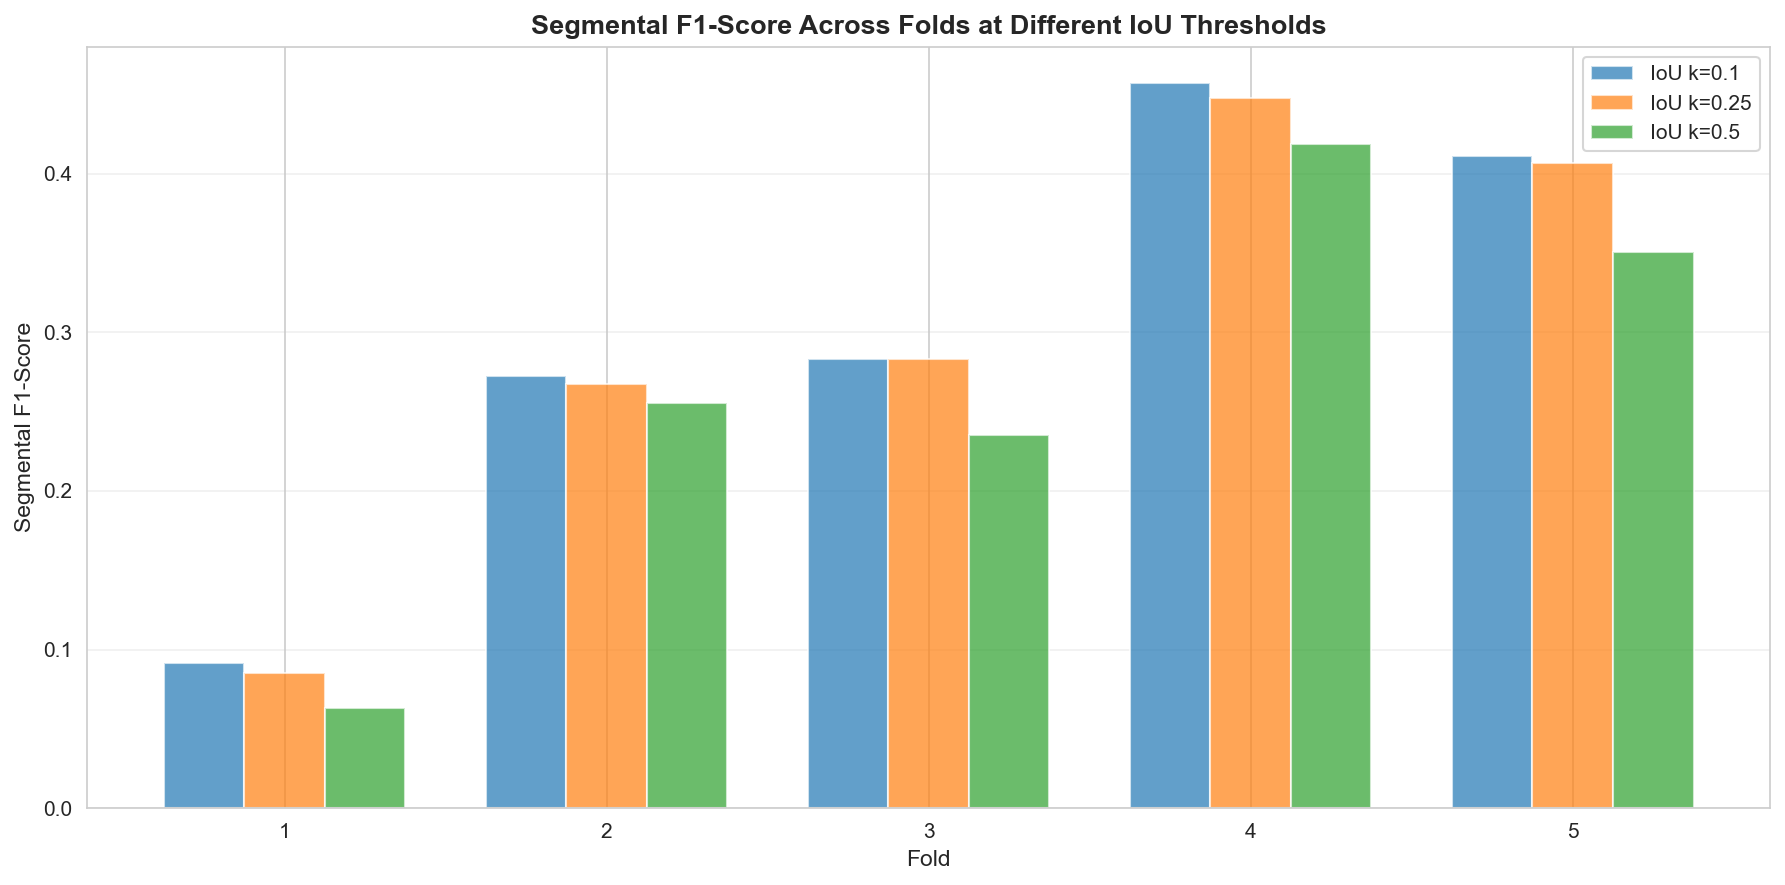 Segmental F1-Score Across Folds at Different IoU Thresholds
IoU k=0.1
IoU k=0.25
IoU k=0.5
Segmental F1-Score
0.4
0.3
0.2
0.1
0.0
1 2 3 4 5
Fold